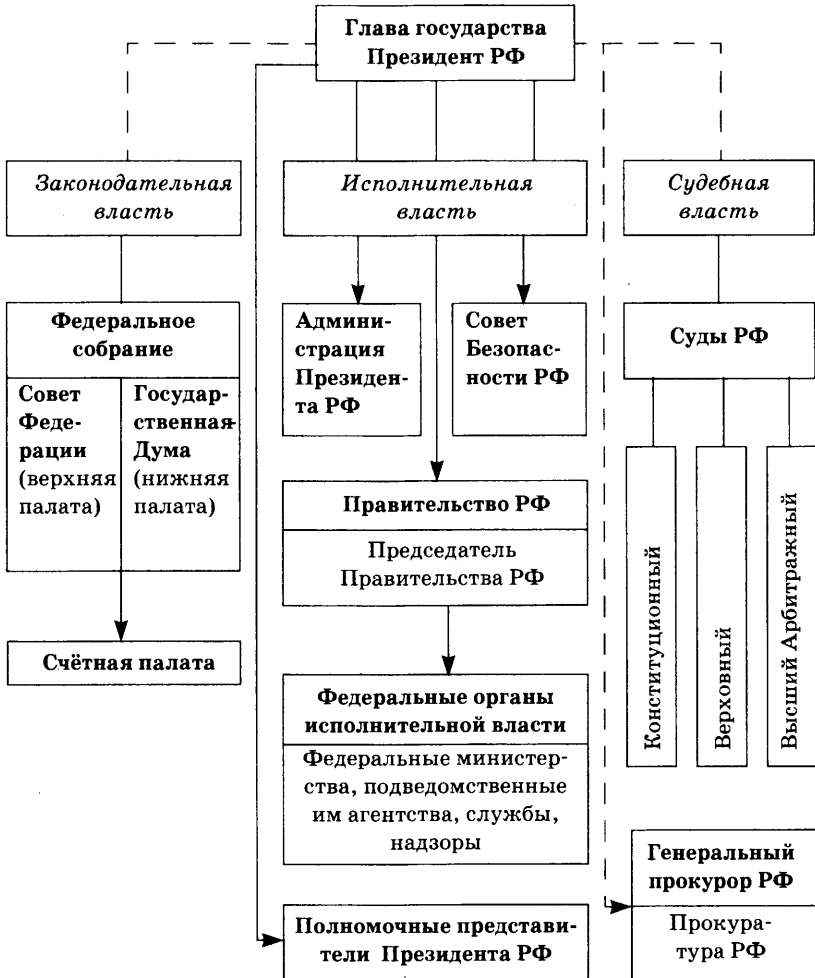 Глава государства
Президент РФ
Законодательная
власть
Исполнительная
власть
Судебная
власть
Федеральное
собрание
Совет
Феде-
рации
(верхняя
палата)
Государ-
ственная
Дума
(нижняя
палата)
Счётная палата
Админи-
страция
Президен-
та РФ
Совет
Безопас-
ности РФ
Правительство РФ
Председатель
Правительства РФ
Федеральные органы
исполнительной власти
Федеральные министер-
ства, подведомственные
им агентства, службы,
надзоры
Полномочные представи-
тели Президента РФ
Суды РФ
Конституционный
Верховный
Высший Арбитражный
Генеральный
прокурор РФ
Прокура-
тура РФ